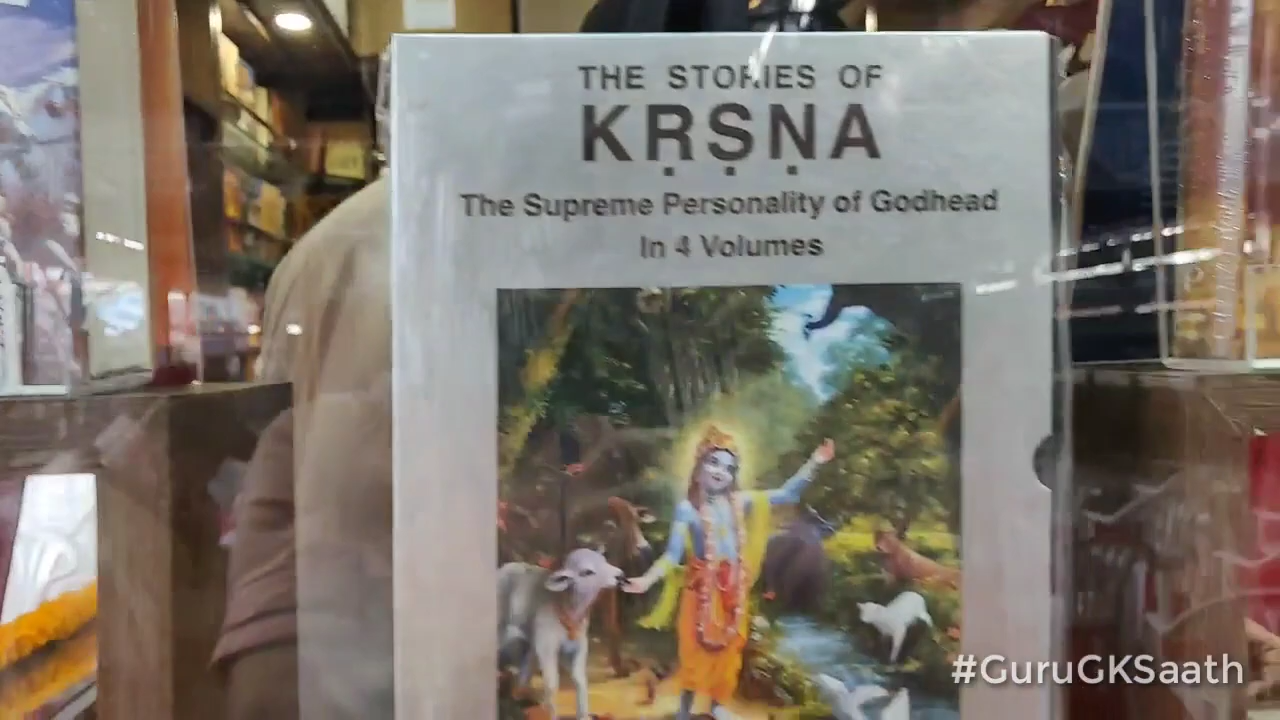 THE STORIES OF
KṚṢṆA
The Supreme Personality of Godhead
In 4 Volumes
#GuruGKSaath